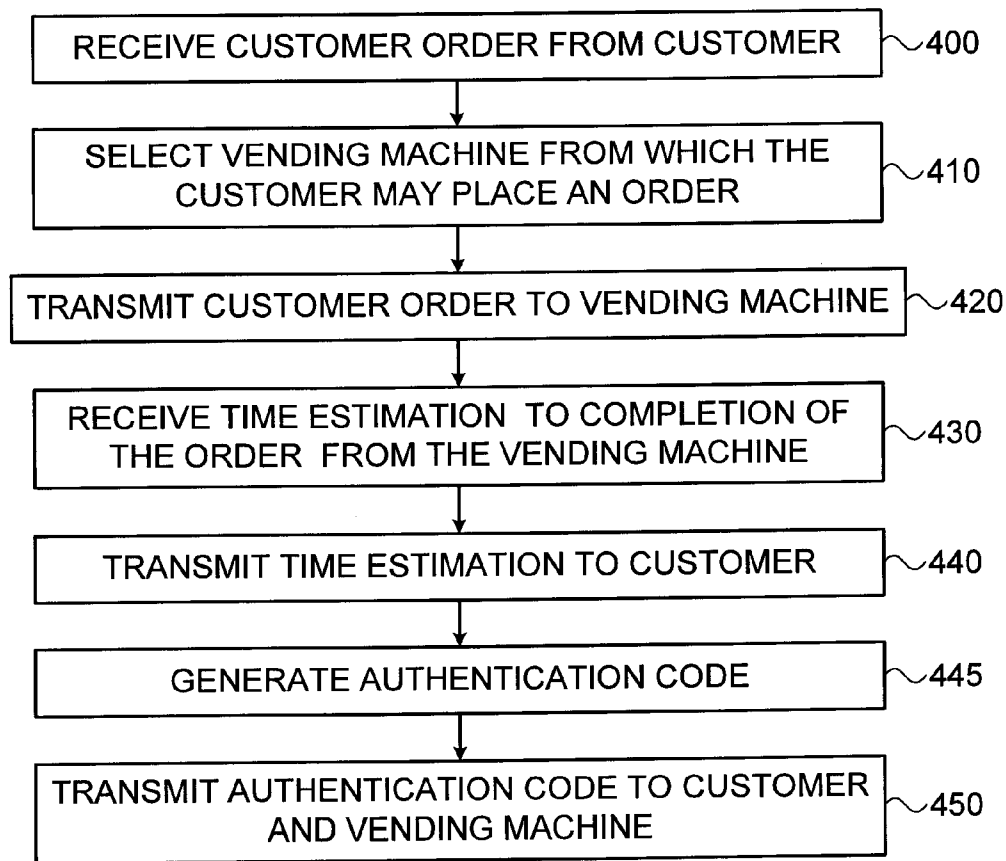 RECEIVE CUSTOMER ORDER FROM CUSTOMER
400
SELECT VENDING MACHINE FROM WHICH THE
CUSTOMER MAY PLACE AN ORDER
410
TRANSMIT CUSTOMER ORDER TO VENDING MACHINE
420
RECEIVE TIME ESTIMATION TO COMPLETION OF
THE ORDER FROM THE VENDING MACHINE
430
TRANSMIT TIME ESTIMATION TO CUSTOMER
440
GENERATE AUTHENTICATION CODE
445
TRANSMIT AUTHENTICATION CODE TO CUSTOMER
AND VENDING MACHINE
450